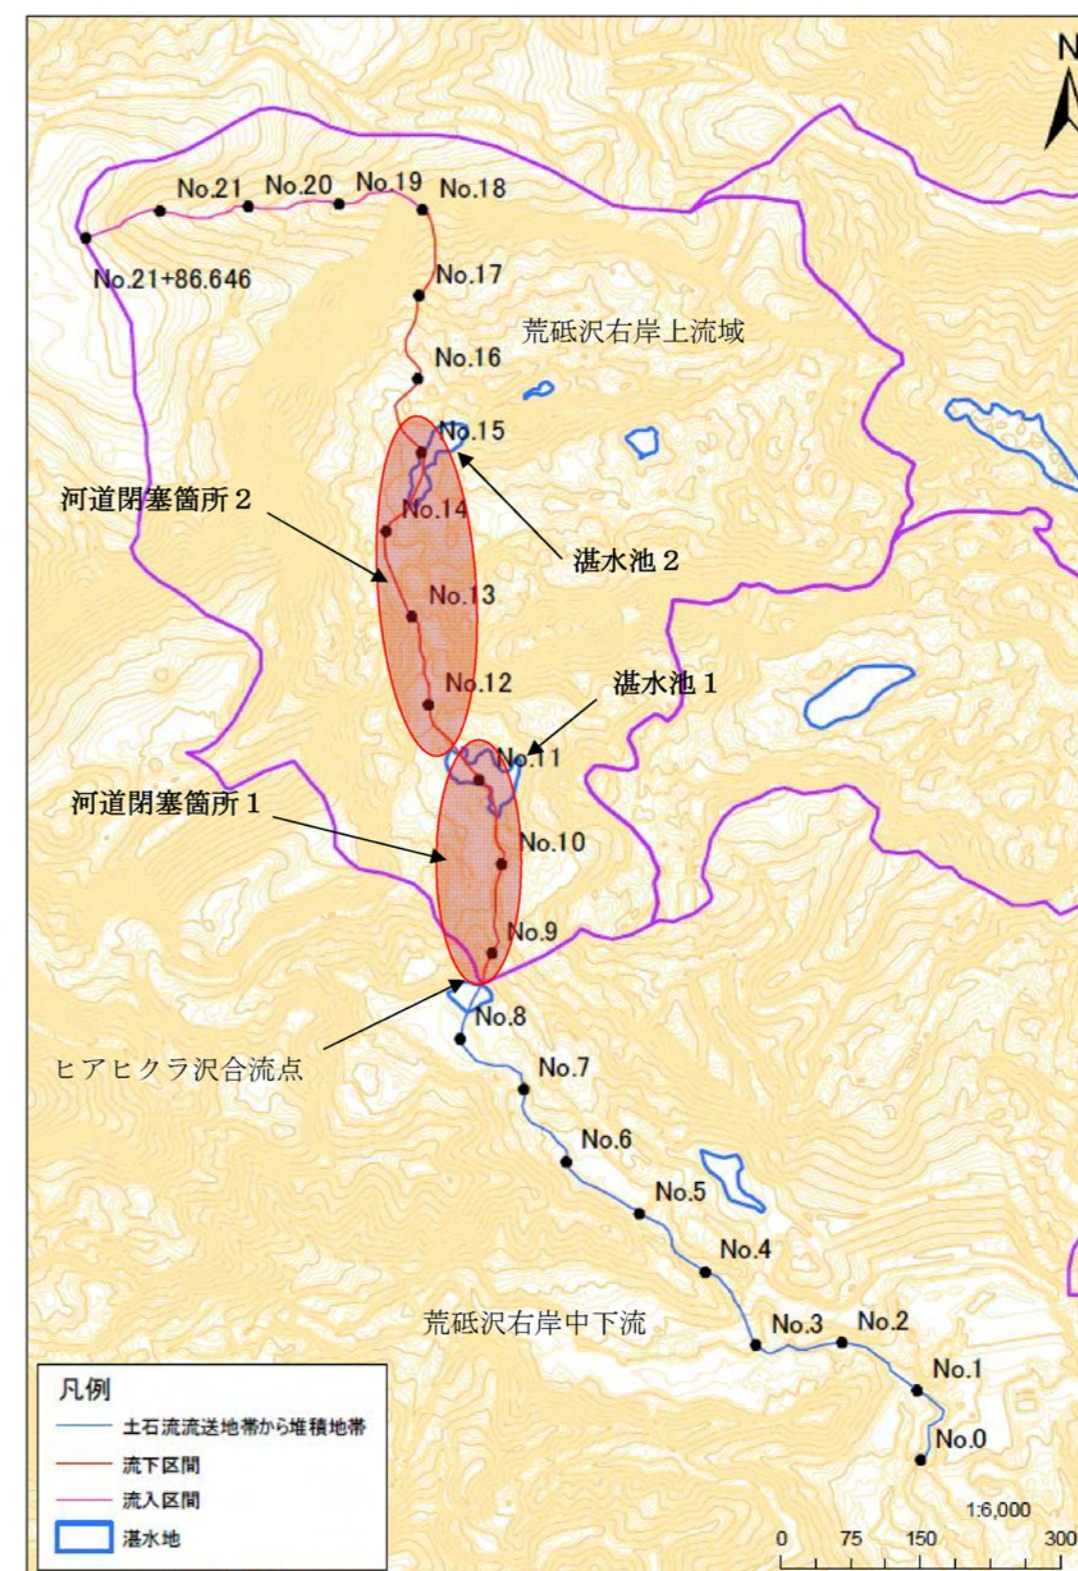 N
No.21
No.20
No.19
No.18
No.21+86.646
No.17
荒砥沢右岸上流域
No.16
No.15
河道閉塞箇所２
No.14
湛水池２
No.13
No.12
湛水池１
No.11
河道閉塞箇所１
No.10
No.9
No.8
ヒアヒクラ沢合流点
No.7
No.6
No.5
No.4
荒砥沢右岸中下流
No.3
No.2
No.1
No.0
凡例
土石流流送地帯から堆積地帯
流下区間
流入区間
湛水地
1:6,000
0 75 150 300